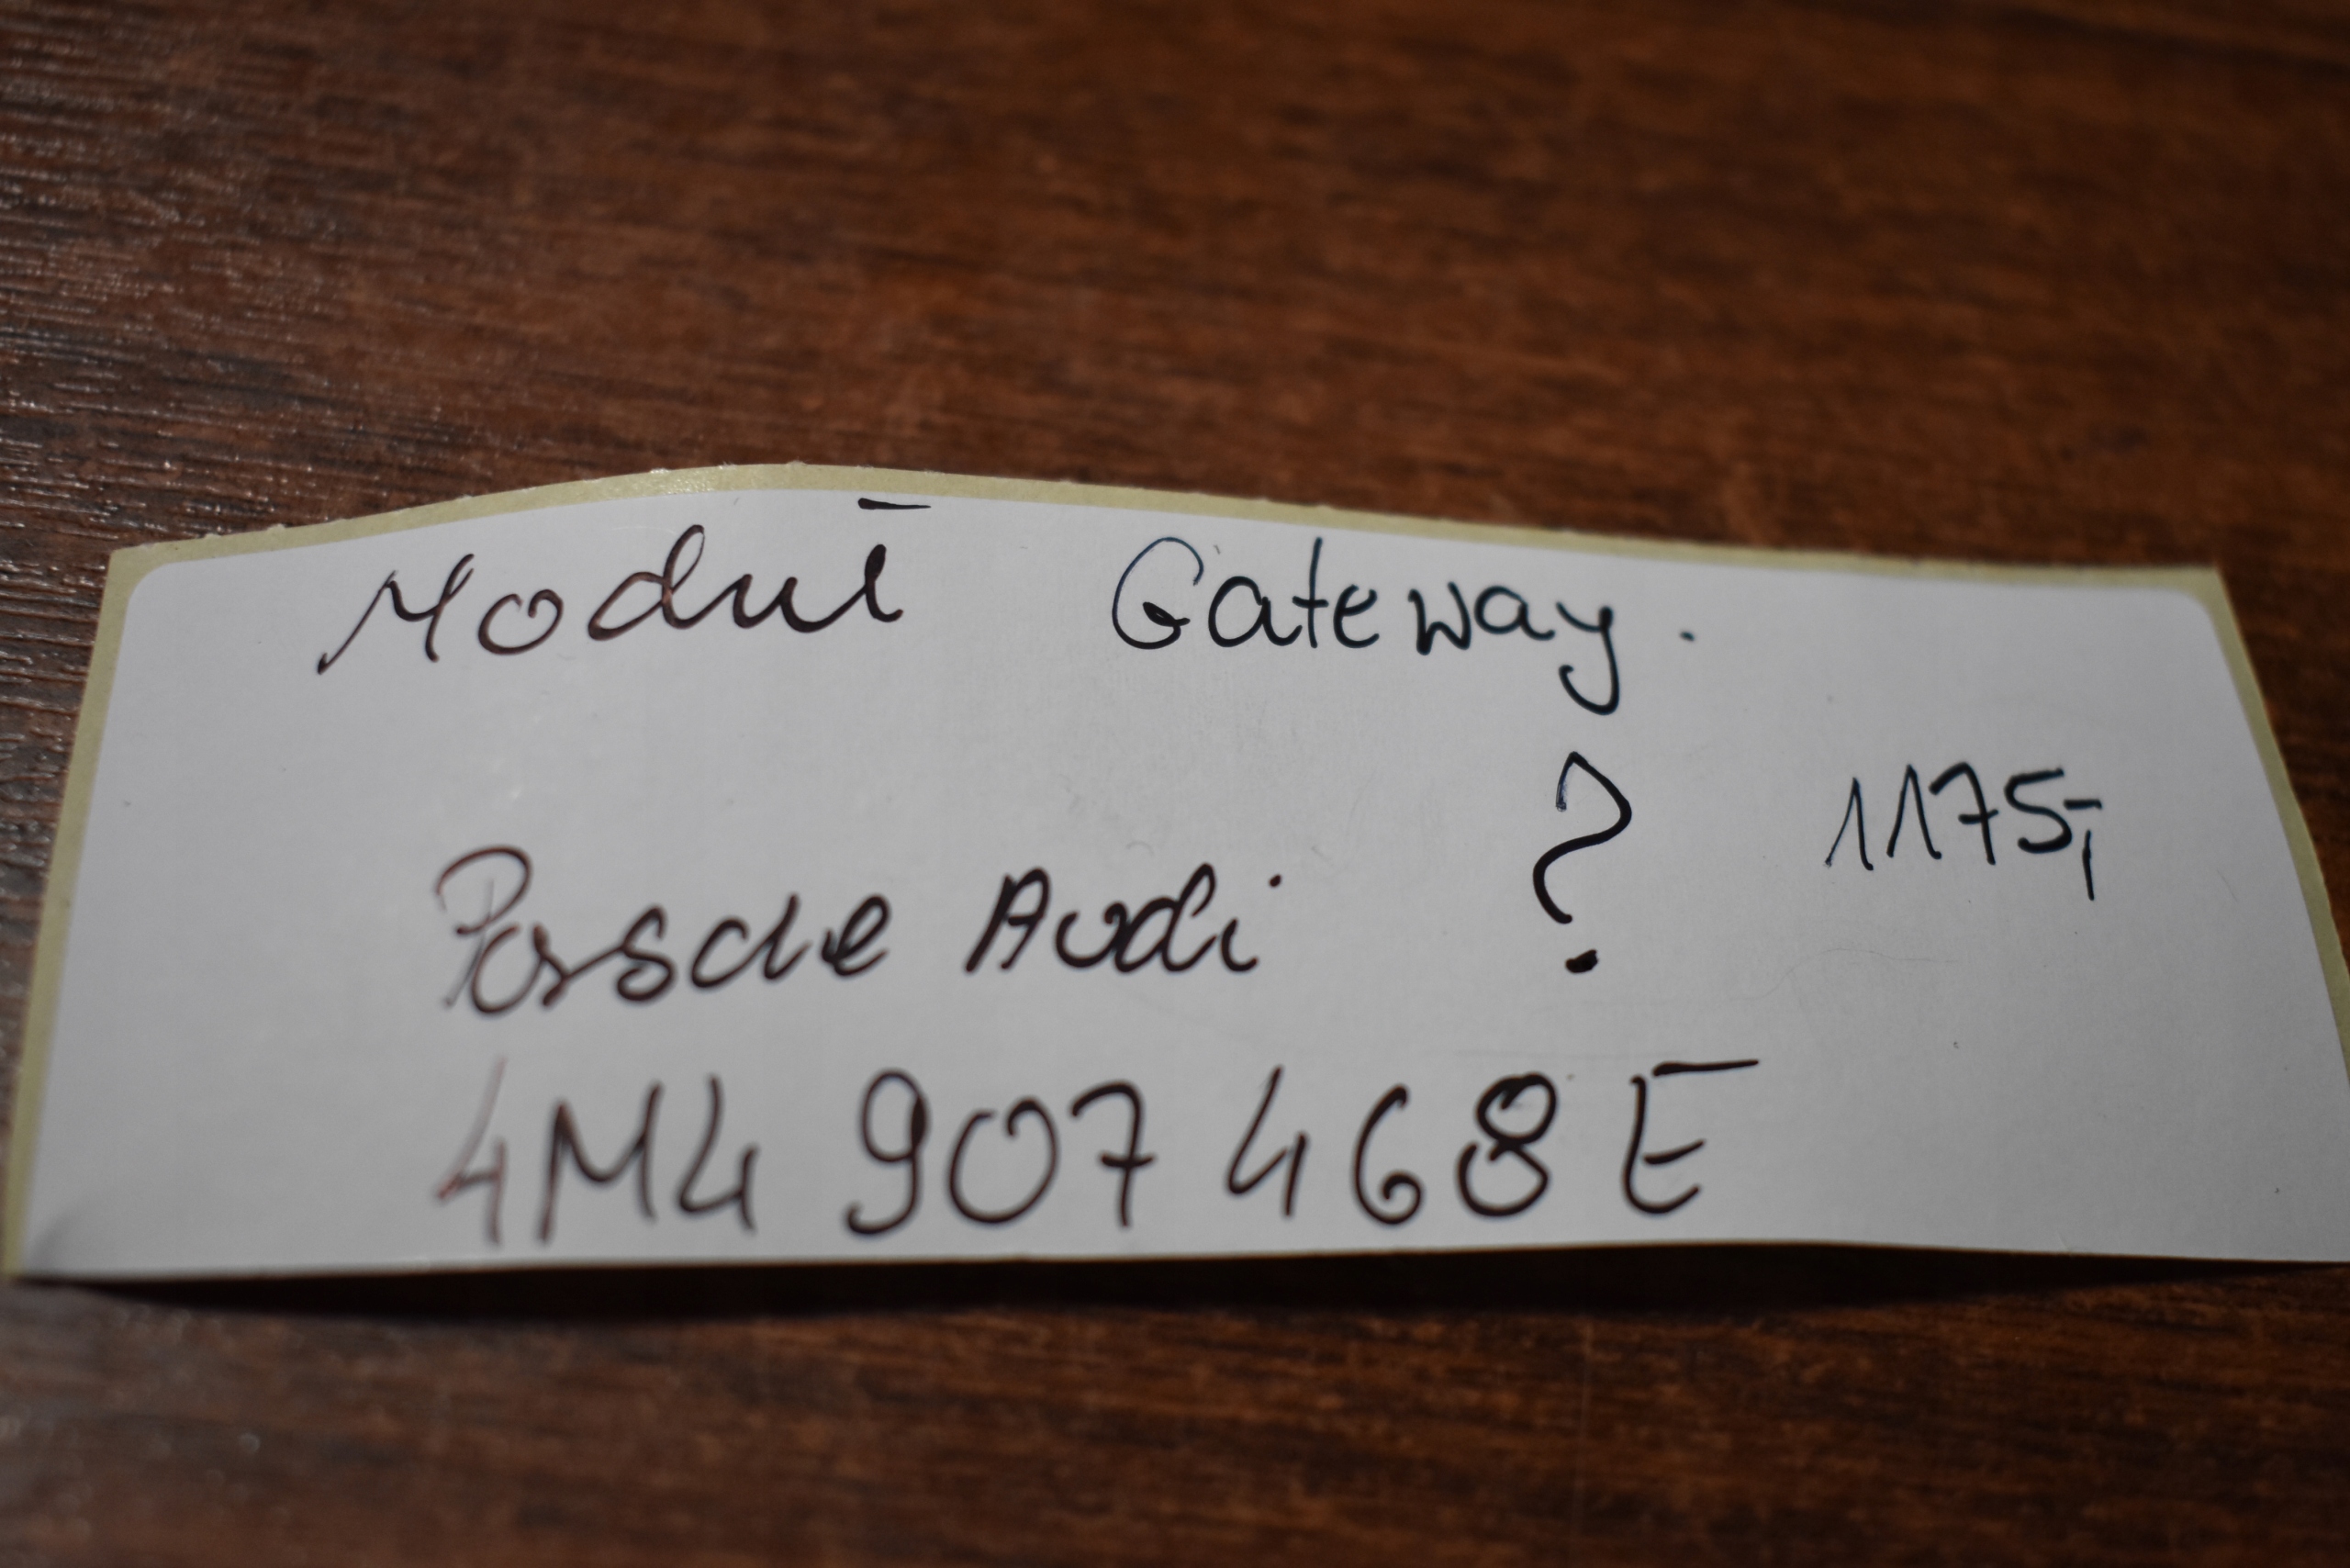 Moduł Gateway.
? 1175,-
Porsche Audi
4M4 907 468 E